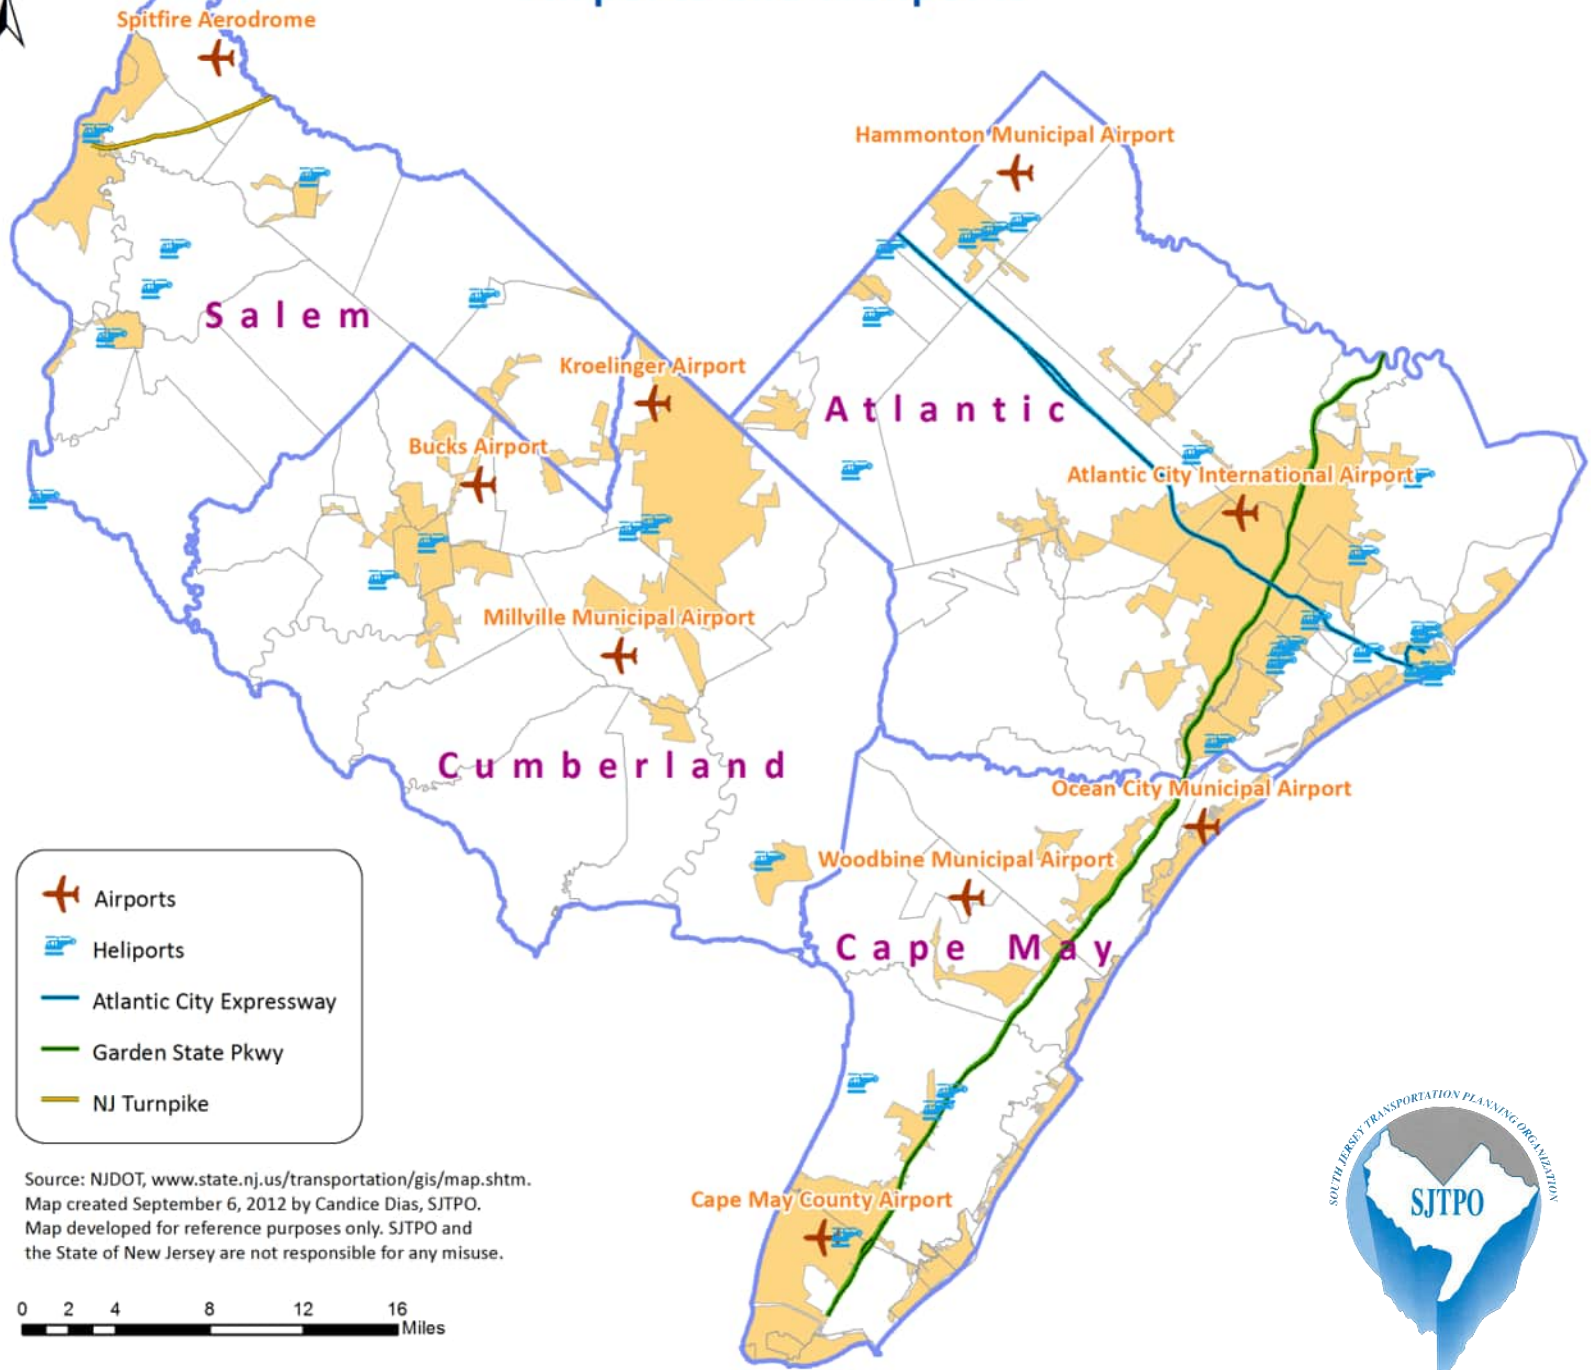 Spitfire Aerodrome
Hammonton Municipal Airport
Salem
Kroelinger Airport
Atlantic
Bucks Airport
Atlantic City International Airport
Millville Municipal Airport
Cumberland
Ocean City Municipal Airport
Woodbine Municipal Airport
Cape May
Cape May County Airport
Airports
Heliports
Atlantic City Expressway
Garden State Pkwy
NJ Turnpike
Source: NJDOT, www.state.nj.us/transportation/gis/map.shtm.
Map created September 6, 2012 by Candice Dias, SJTPO.
Map developed for reference purposes only. SJTPO and
the State of New Jersey are not responsible for any misuse.
0 2 4 8 12 16
Miles
SOUTH JERSEY TRANSPORTATION PLANNING ORGANIZATION
SJTPO